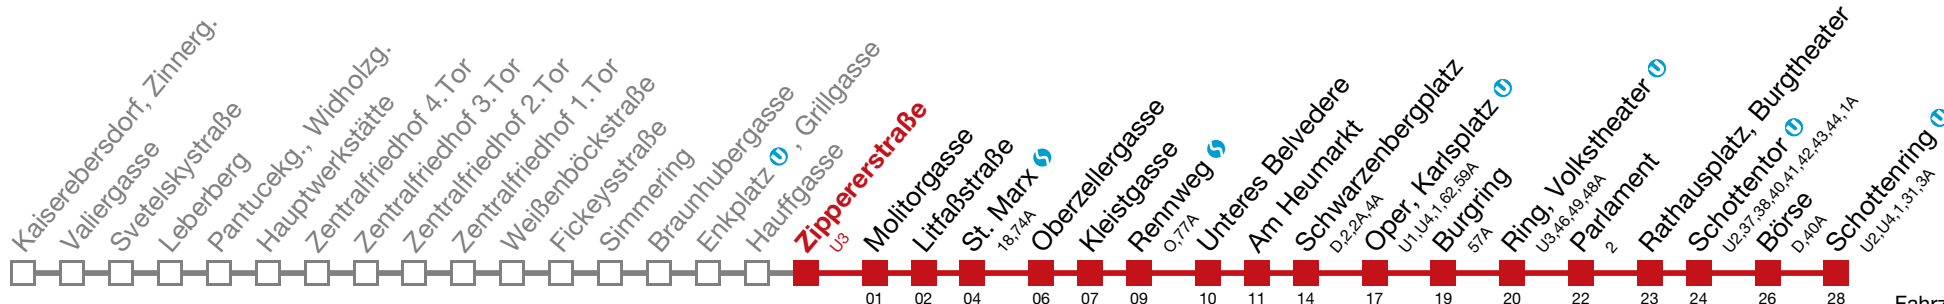 Kaiserebersdorf, Zinnerg.
Valiergasse
Svetelskystraße
Leberberg
Pantucekg., Widholzg.
Hauptwerkstätte
Zentralfriedhof 4.Tor
Zentralfriedhof 3.Tor
Zentralfriedhof 2.Tor
Zentralfriedhof 1.Tor
Weißenböckstraße
Fickeysstraße
Simmering
Braunhubergasse
Enkplatz U , Grillgasse
Hauffgasse
Zippererstraße
U3
Molitorgasse
Litfaßstraße
St. Marx S
18,74A
Oberzellergasse
Kleistgasse
Rennweg S
O,77A
Unteres Belvedere
Am Heumarkt
Schwarzenbergplatz
D,2,2A,4A
Oper, Karlsplatz U
U1,U4,1,62,59A
Burgring
57A
Ring, Volkstheater U
U3,46,49,48A
Parlament
2
Rathausplatz, Burgtheater
Schottentor U
U2,37,38,40,41,42,43,44,1A
Börse
D,40A
Schottenring U
U2,U4,1,31,3A
01 02 04 06 07 09 10 11 14 17 19 20 22 23 24 26 28